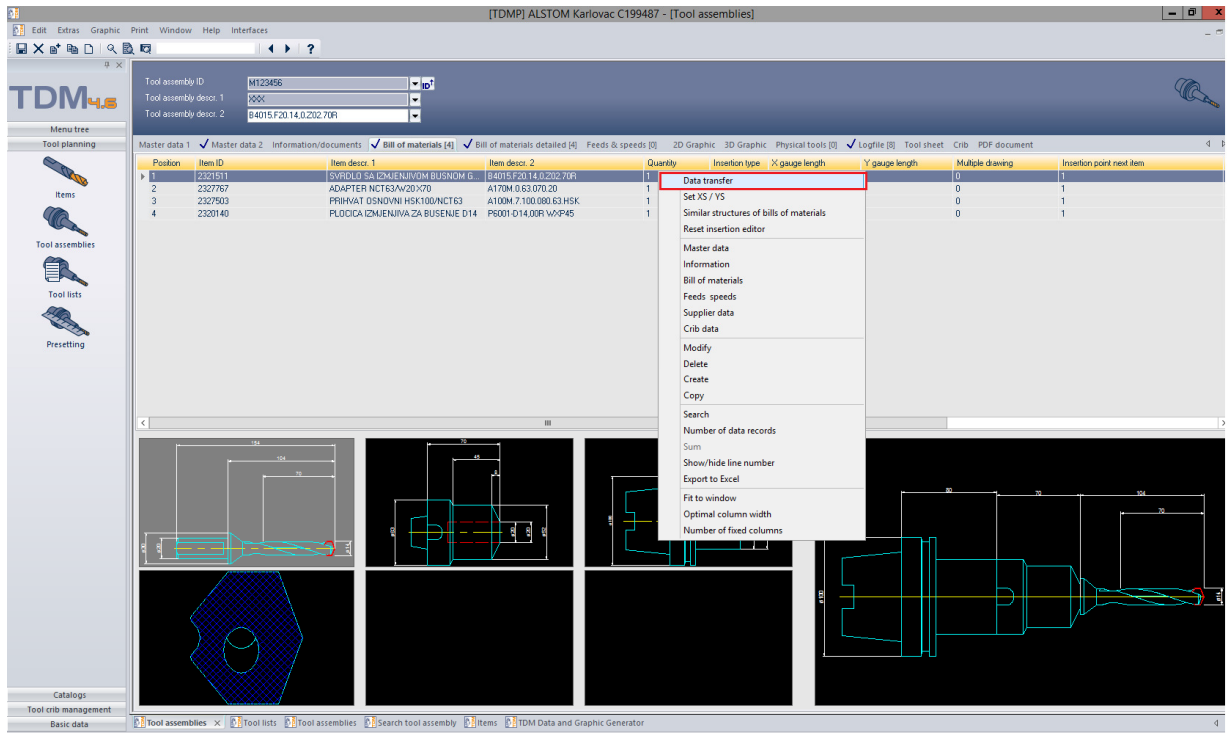 [TDMP] ALSTOM Karlovac C199487 - [Tool assemblies]
Edit Extras Graphic Print Window Help Interfaces
TDM4.6
Menu tree
Tool planning
Items
Tool assemblies
Tool lists
Presetting
Catalogs
Tool crib management
Basic data
Tool assembly ID M123456 ID
Tool assembly descr. 1 XXX
Tool assembly descr. 2 B4015.F20.14,0.Z02.70R
Master data 1 Master data 2 Information/documents Bill of materials [4] Bill of materials detailed [4] Feeds & speeds [0] 2D Graphic 3D Graphic Physical tools [0] Logfile [8] Tool sheet Crib PDF document
Position Item ID Item descr. 1 Item descr. 2 Quantity Insertion type X gauge length Y gauge length Multiple drawing Insertion point next item
1 2321511 SVRDLO SA IZMJENJIVOM BUSNOM G... B4015.F20.14,0.Z02.70R 1 0 1
2 2327767 ADAPTER NCT63/W20X70 A170M.0.63.070.20 1 0 1
3 2327503 PRIHVAT OSNOVNI HSK100/NCT63 A100M.7.100.080.63.HSK 1 0 1
4 2320140 PLOCICA IZMJENJIVA ZA BUSENJE D14 P6001-D14,00R WXP45 1 0 1
Data transfer
Set XS / YS
Similar structures of bills of materials
Reset insertion editor
Master data
Information
Bill of materials
Feeds speeds
Supplier data
Crib data
Modify
Delete
Create
Copy
Search
Number of data records
Sum
Show/hide line number
Export to Excel
Fit to window
Optimal column width
Number of fixed columns
154
104
70
70
45
8
80 70 104
70
ø100
Tool assemblies Tool lists Tool assemblies Search tool assembly Items TDM Data and Graphic Generator